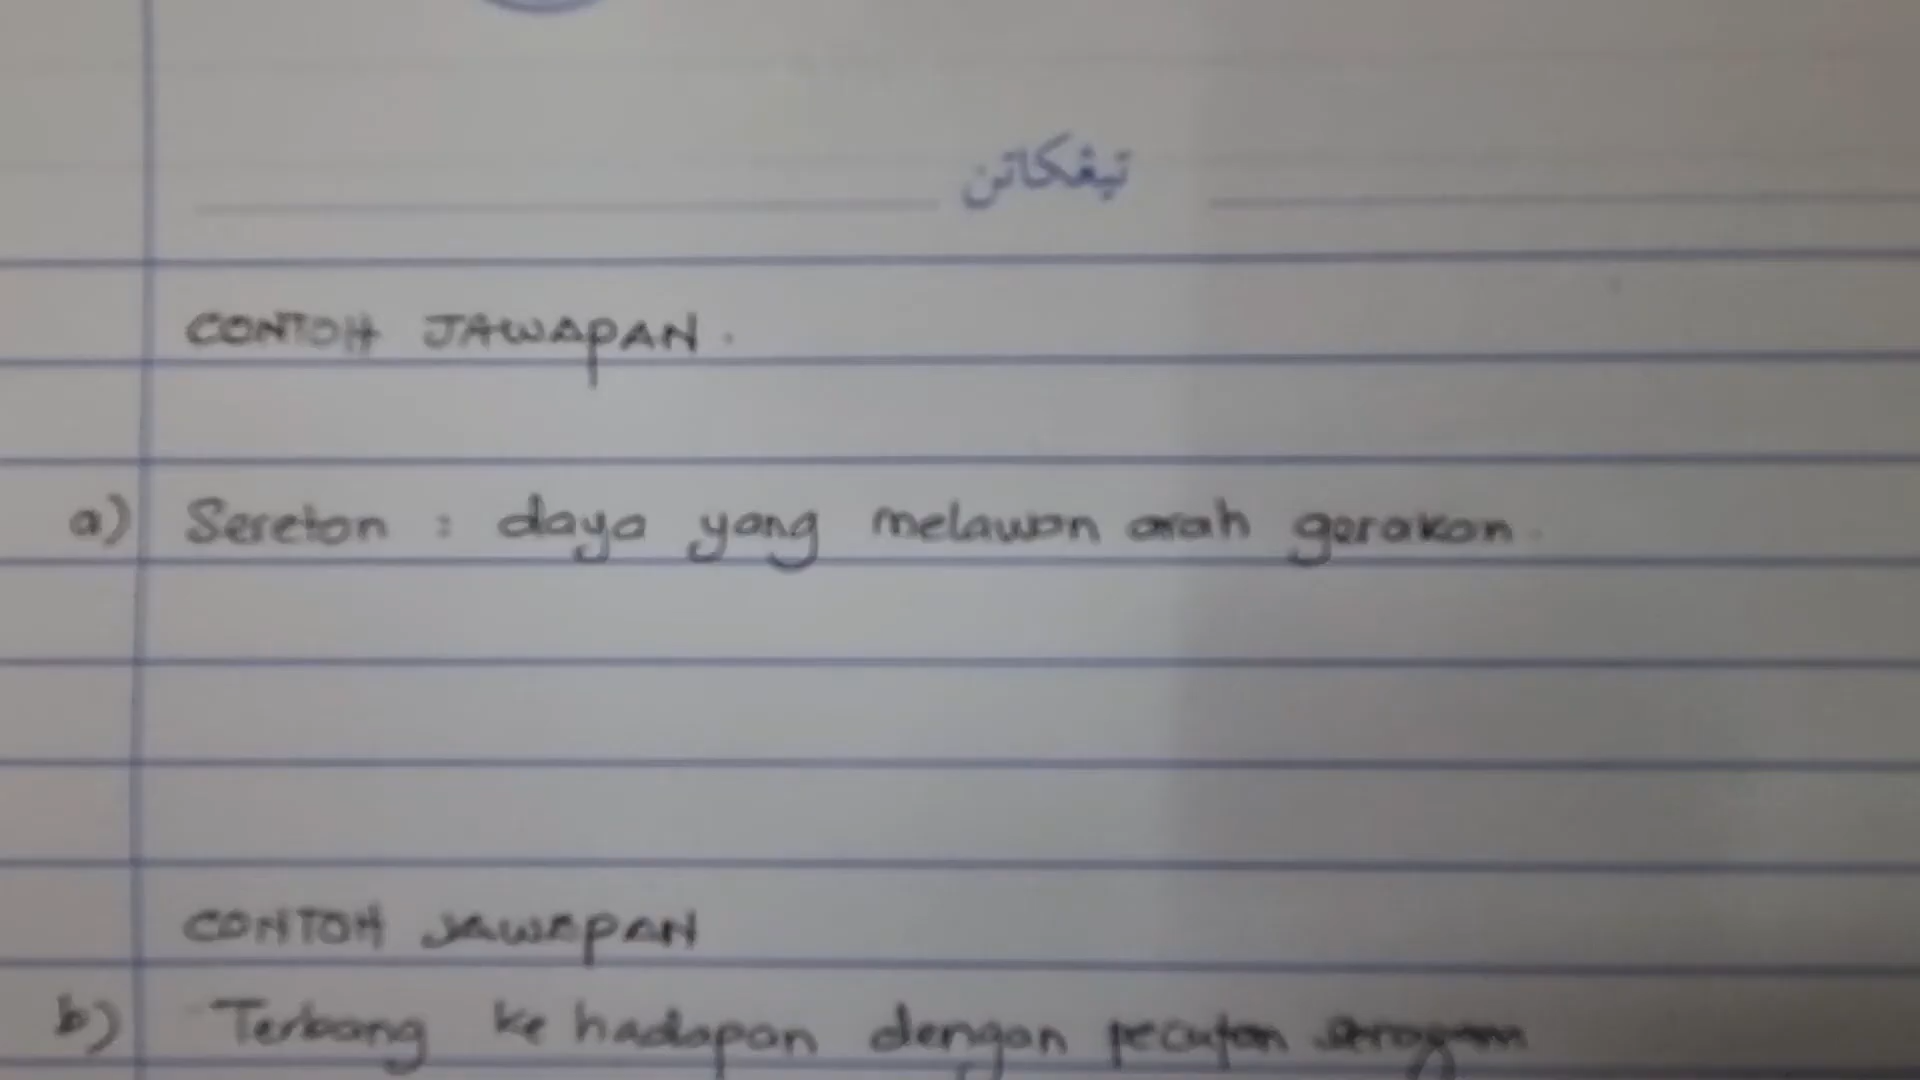 تيڠكاتن
CONTOH JAWAPAN.
a) Seretan : daya yang melawan arah gerakan.
CONTOH JAWAPAN
b) Terbang ke hadapan dengan pecutan seragam